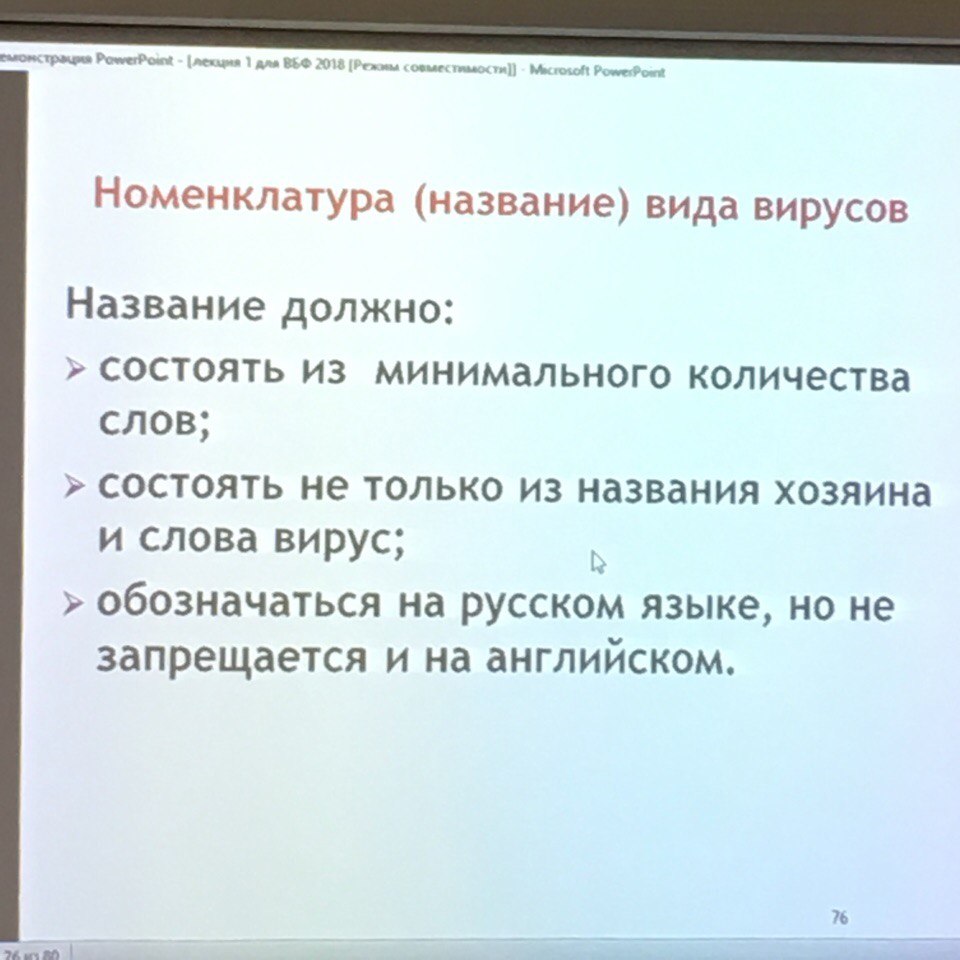 емонстрация PowerPoint - [лекция 1 для ВБФ 2018 [Режим совместимости]] - Microsoft PowerPoint
Номенклатура (название) вида вирусов
Название должно:
➢ состоять из минимального количества
слов;
➢ состоять не только из названия хозяина
и слова вирус;
➢ обозначаться на русском языке, но не
запрещается и на английском.
76
76 из 80